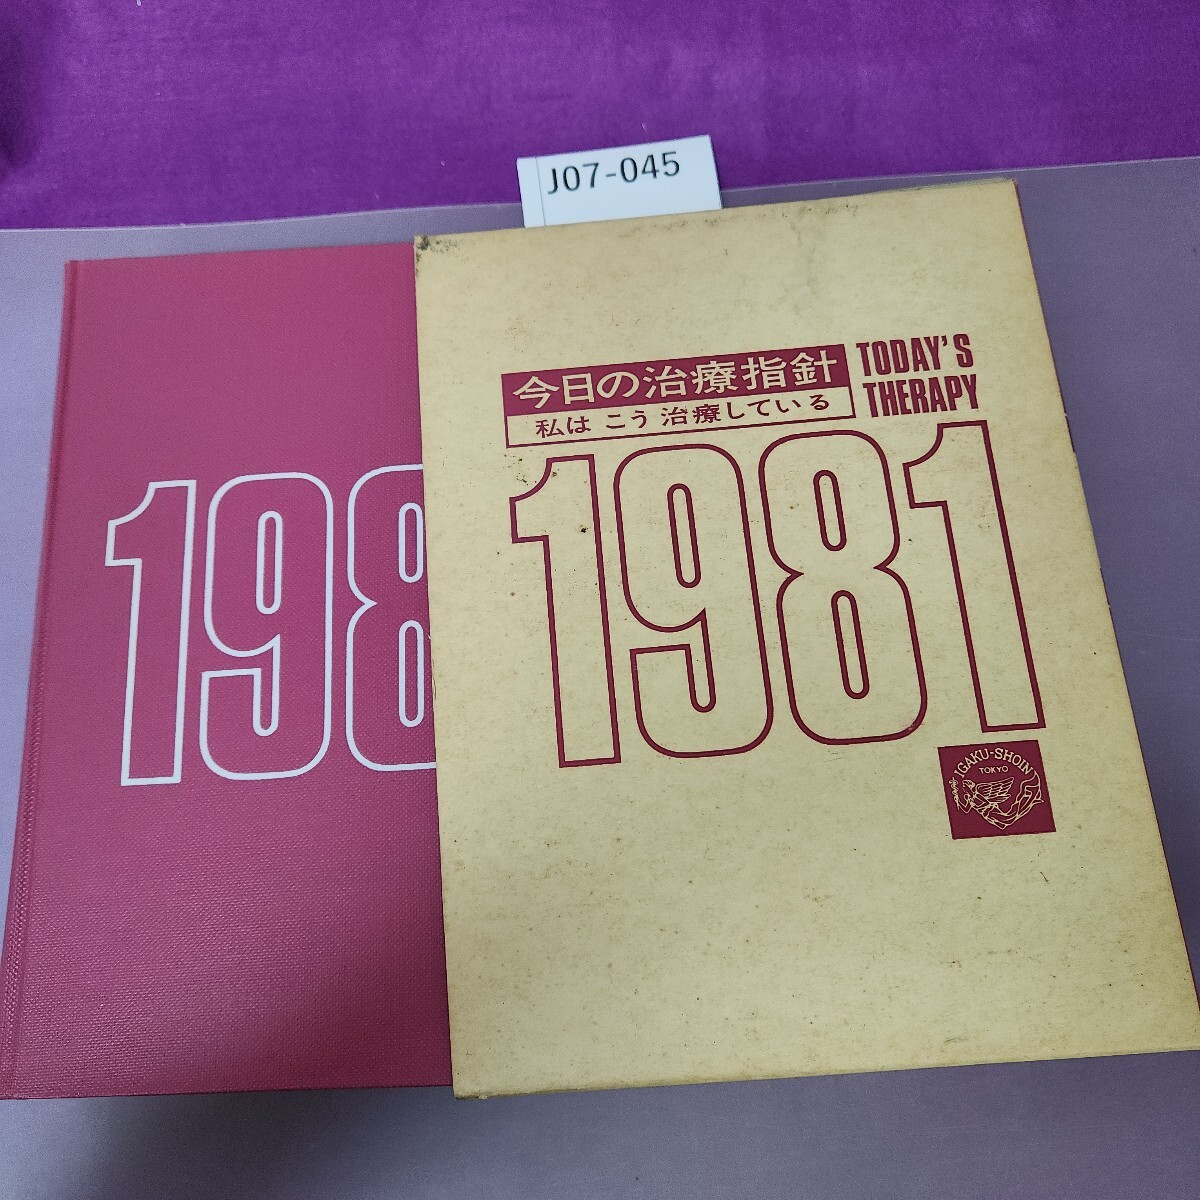 J07-045
今日の治療指針
私は こう 治療している
TODAY'S
THERAPY
1981
IGAKU-SHOIN
TOKYO
198